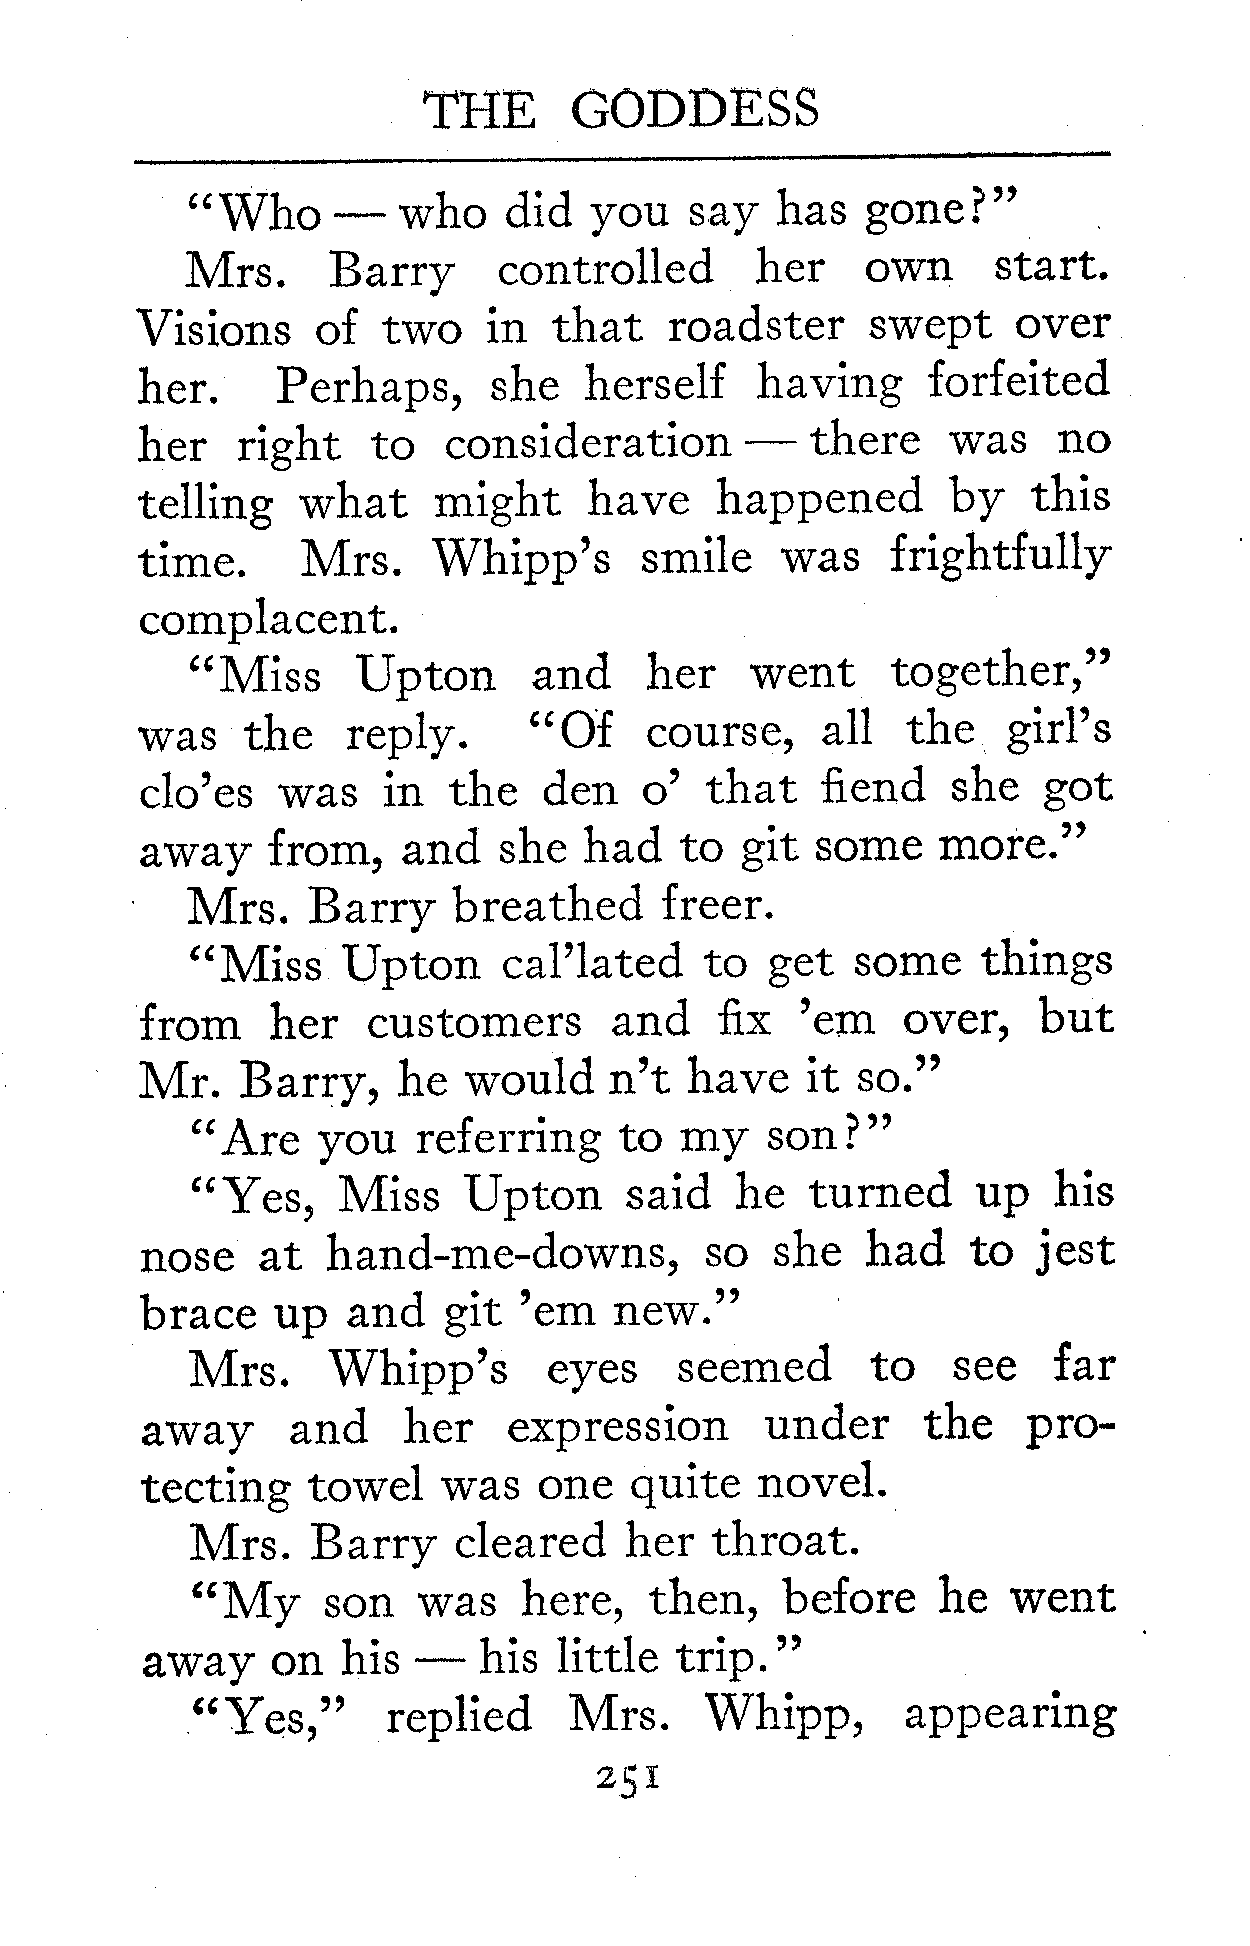 THE GODDESS
“Who — who did you say has gone?”
Mrs. Barry controlled her own start.
Visions of two in that roadster swept over
her. Perhaps, she herself having forfeited
her right to consideration — there was no
telling what might have happened by this
time. Mrs. Whipp’s smile was frightfully
complacent.
“Miss Upton and her went together,”
was the reply. “Of course, all the girl’s
clo’es was in the den o’ that fiend she got
away from, and she had to git some more.”
Mrs. Barry breathed freer.
“Miss Upton cal’lated to get some things
from her customers and fix ’em over, but
Mr. Barry, he would n’t have it so.”
“Are you referring to my son?”
“Yes, Miss Upton said he turned up his
nose at hand-me-downs, so she had to jest
brace up and git ’em new.”
Mrs. Whipp’s eyes seemed to see far
away and her expression under the pro-
tecting towel was one quite novel.
Mrs. Barry cleared her throat.
“My son was here, then, before he went
away on his — his little trip.”
“Yes,” replied Mrs. Whipp, appearing
251